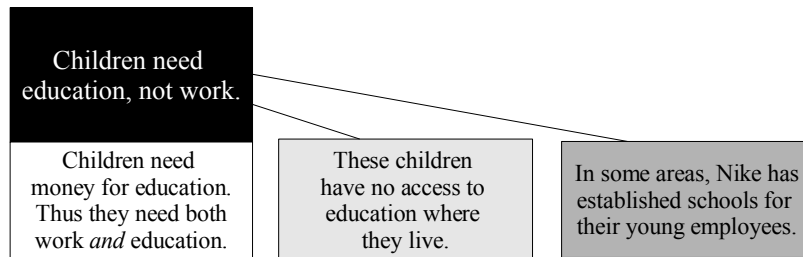 Children need
education, not work.
Children need
money for education.
Thus they need both
work and education.
These children
have no access to
education where
they live.
In some areas, Nike has
established schools for
their young employees.